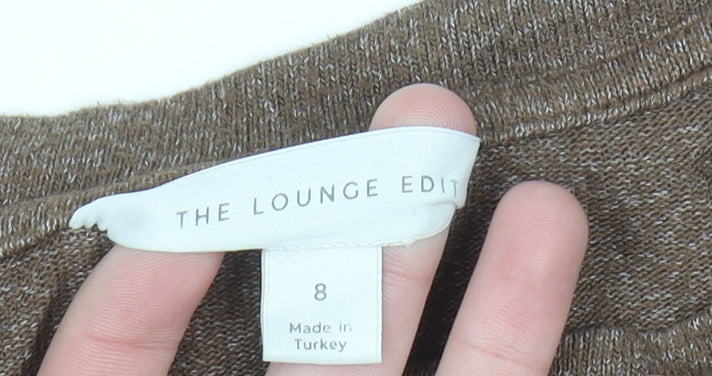 THE LOUNGE EDIT
8
Made in
Turkey